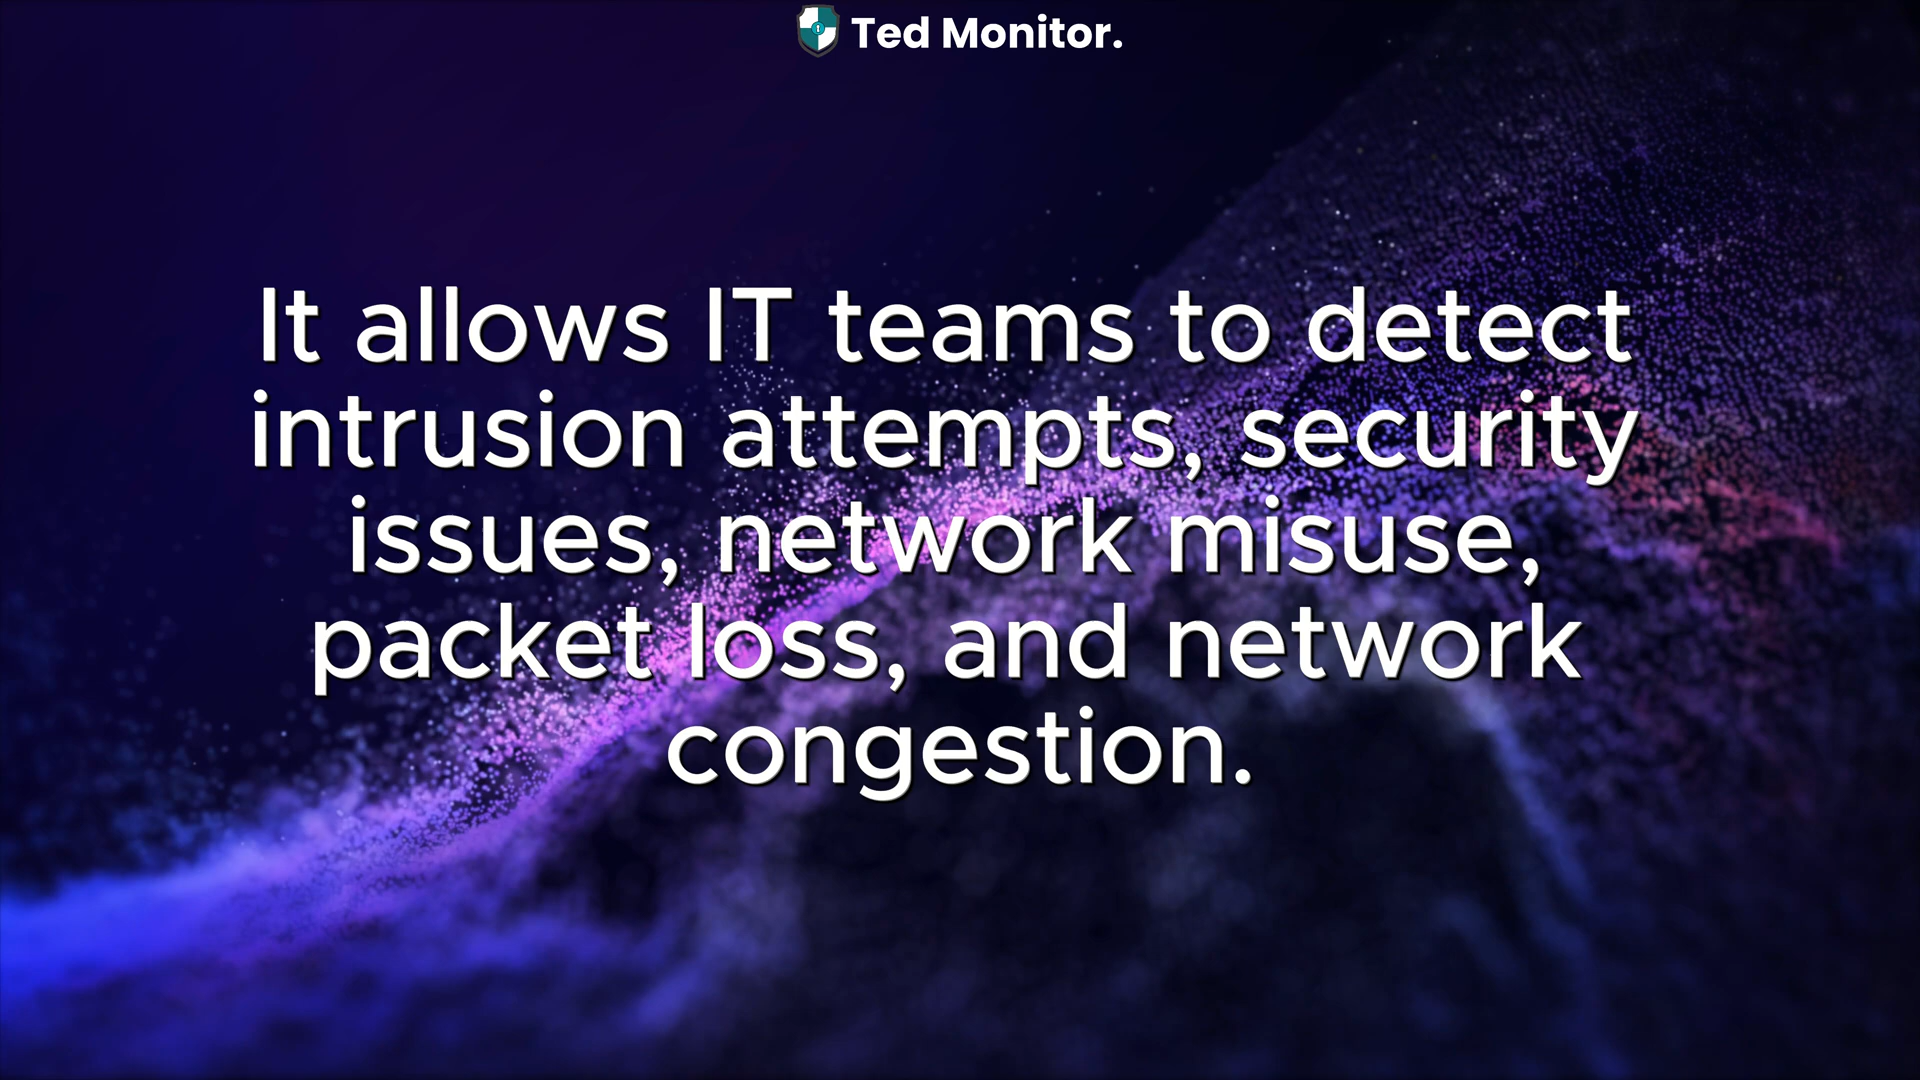 Ted Monitor.
It allows IT teams to detect
intrusion attempts, security
issues, network misuse,
packet loss, and network
congestion.